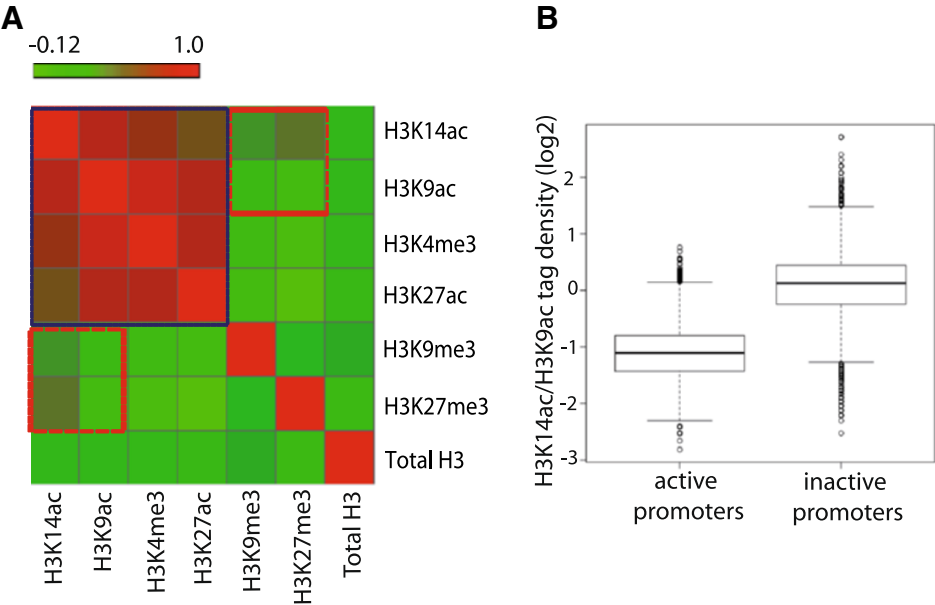 A
-0.12 1.0
H3K14ac
H3K9ac
H3K4me3
H3K27ac
H3K9me3
H3K27me3
Total H3
H3K14ac
H3K9ac
H3K4me3
H3K27ac
H3K9me3
H3K27me3
Total H3
B
H3K14ac/H3K9ac tag density (log2)
2
1
0
-1
-2
-3
active
promoters
inactive
promoters